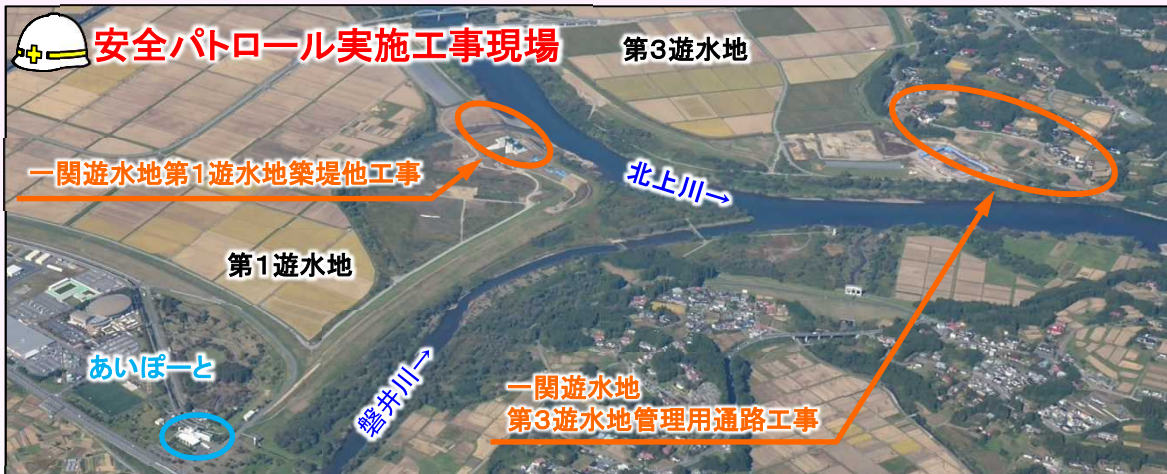 安全パトロール実施工事現場
第3遊水地
一関遊水地第1遊水地築堤他工事
北上川→
第1遊水地
あいぽーと
磐井川→
一関遊水地
第3遊水地管理用通路工事